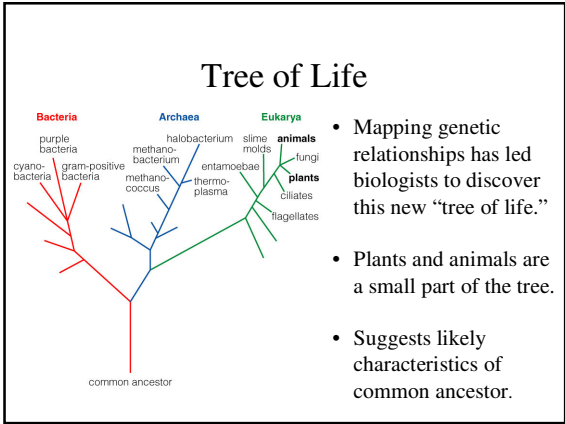 Tree of Life
Bacteria
Archaea
Eukarya
purple
bacteria
cyano-
bacteria
gram-positive
bacteria
halobacterium
methano-
bacterium
methano-
coccus
thermo-
plasma
slime
molds
animals
entamoebae
fungi
plants
ciliates
flagellates
common ancestor
• Mapping genetic
relationships has led
biologists to discover
this new “tree of life.”
• Plants and animals are
a small part of the tree.
• Suggests likely
characteristics of
common ancestor.